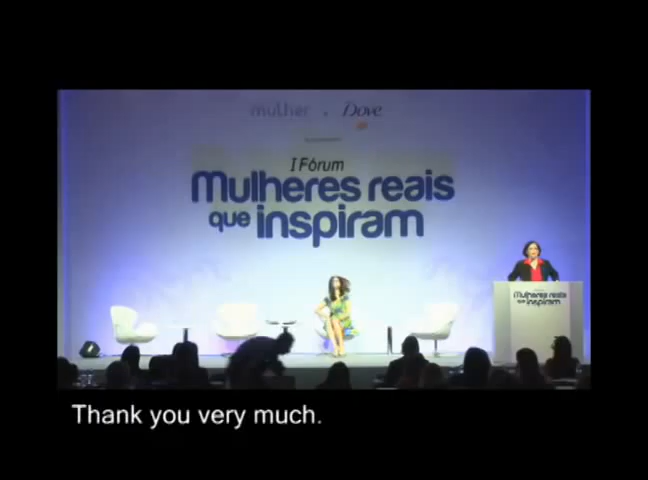 mulher Dove
I Fórum
Mulheres reais
que inspiram
Mulheres reais
que inspiram
Thank you very much.